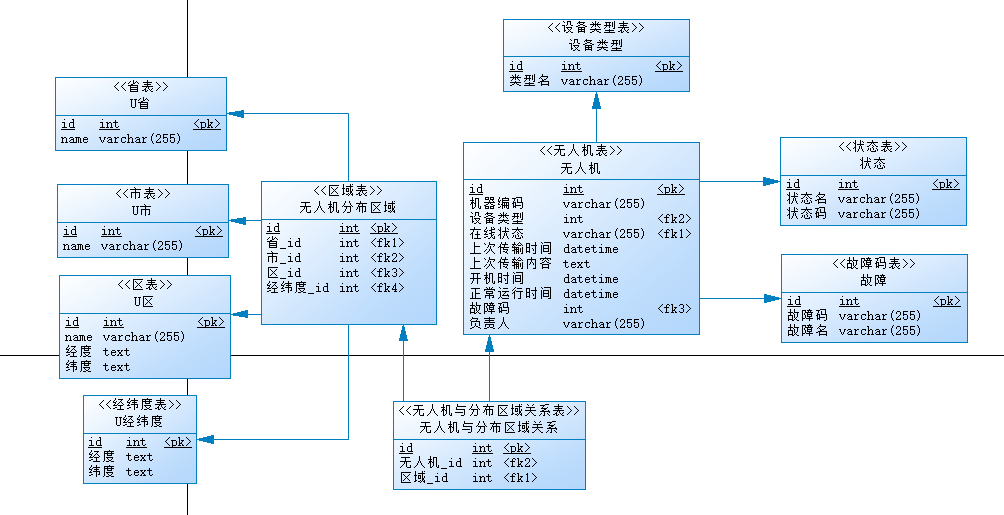 <<设备类型表>>
设备类型
id int <pk>
类型名 varchar(255)
<<省表>>
U省
id int <pk>
name varchar(255)
<<市表>>
U市
id int <pk>
name varchar(255)
<<区表>>
U区
id int <pk>
name varchar(255)
经度 text
纬度 text
<<经纬度表>>
U经纬度
id int <pk>
经度 text
纬度 text
<<区域表>>
无人机分布区域
id int <pk>
省_id int <fk1>
市_id int <fk2>
区_id int <fk3>
经纬度_id int <fk4>
<<无人机表>>
无人机
id int <pk>
机器编码 varchar(255)
设备类型 int <fk2>
在线状态 varchar(255) <fk1>
上次传输时间 datetime
上次传输内容 text
开机时间 datetime
正常运行时间 datetime
故障码 int <fk3>
负责人 varchar(255)
<<状态表>>
状态
id int <pk>
状态名 varchar(255)
状态码 varchar(255)
<<故障码表>>
故障
id int <pk>
故障码 varchar(255)
故障名 varchar(255)
<<无人机与分布区域关系表>>
无人机与分布区域关系
id int <pk>
无人机_id int <fk2>
区域_id int <fk1>